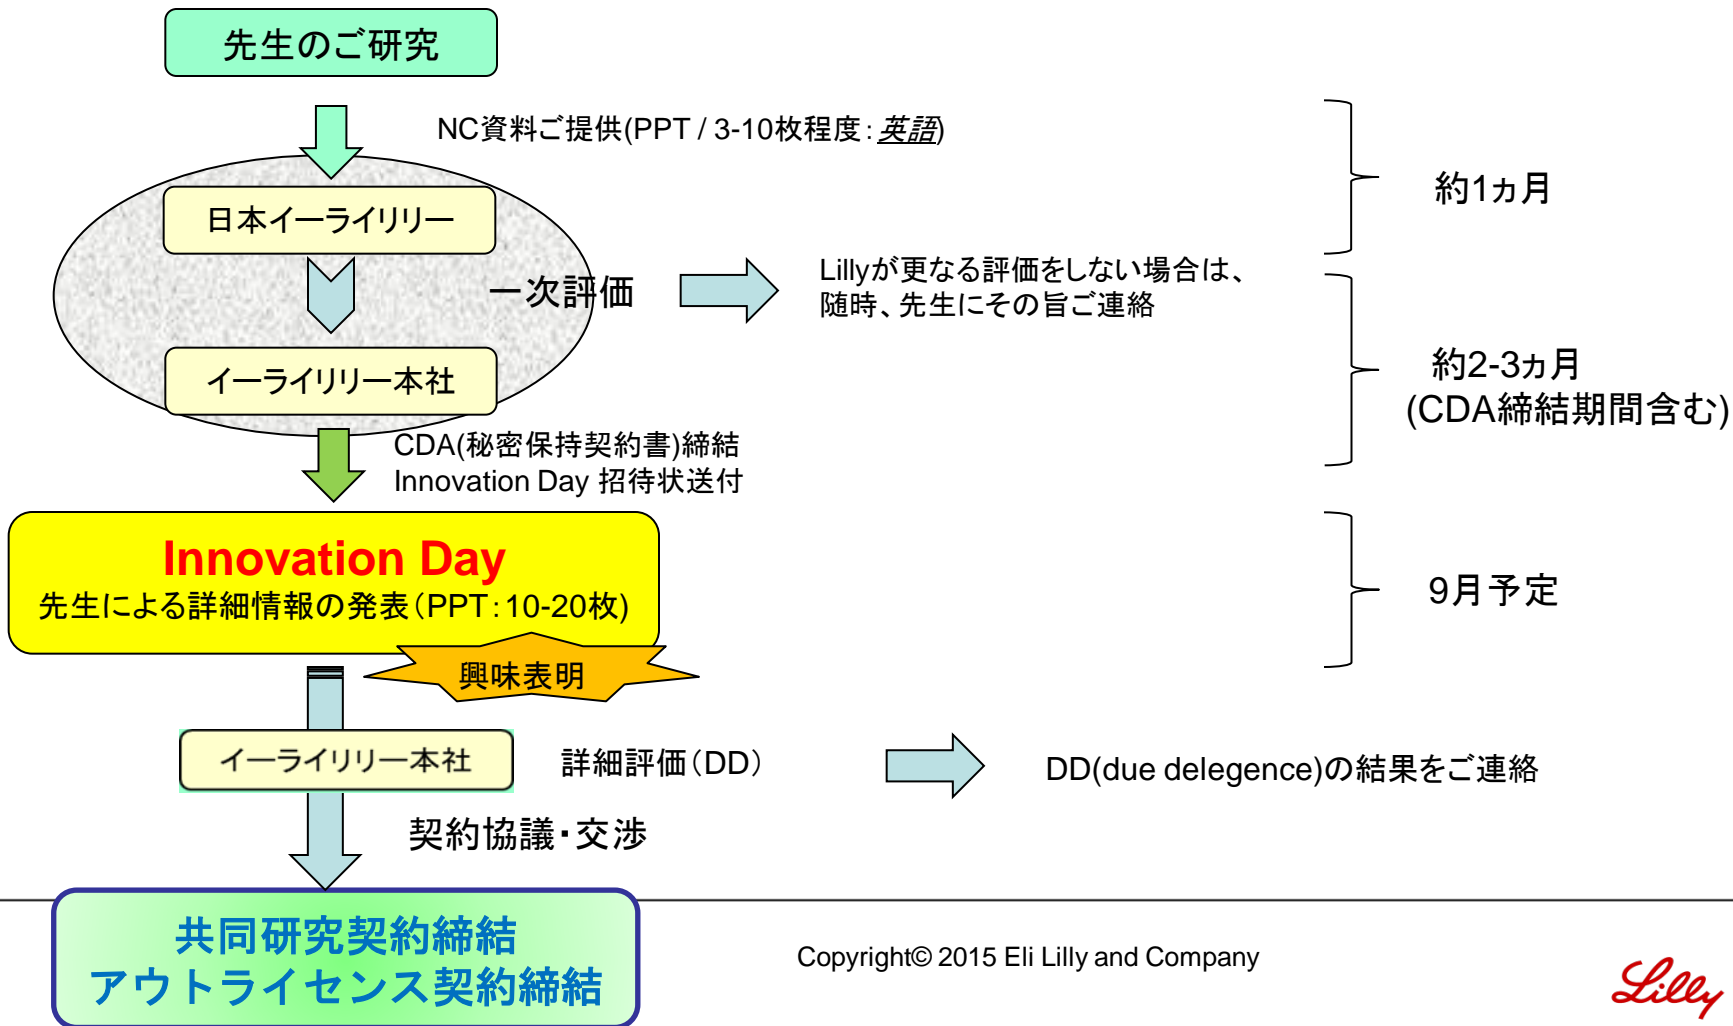 先生のご研究
NC資料ご提供(PPT / 3-10枚程度：英語)
約1ヵ月
日本イーライリリー
一次評価
Lillyが更なる評価をしない場合は、
随時、先生にその旨ご連絡
イーライリリー本社
約2-3ヵ月
(CDA締結期間含む)
CDA(秘密保持契約書)締結
Innovation Day 招待状送付
Innovation Day
先生による詳細情報の発表（PPT：10-20枚)
9月予定
興味表明
イーライリリー本社
詳細評価（DD）
DD(due delegence)の結果をご連絡
契約協議・交渉
共同研究契約締結
アウトライセンス契約締結
Copyright© 2015 Eli Lilly and Company
Lilly